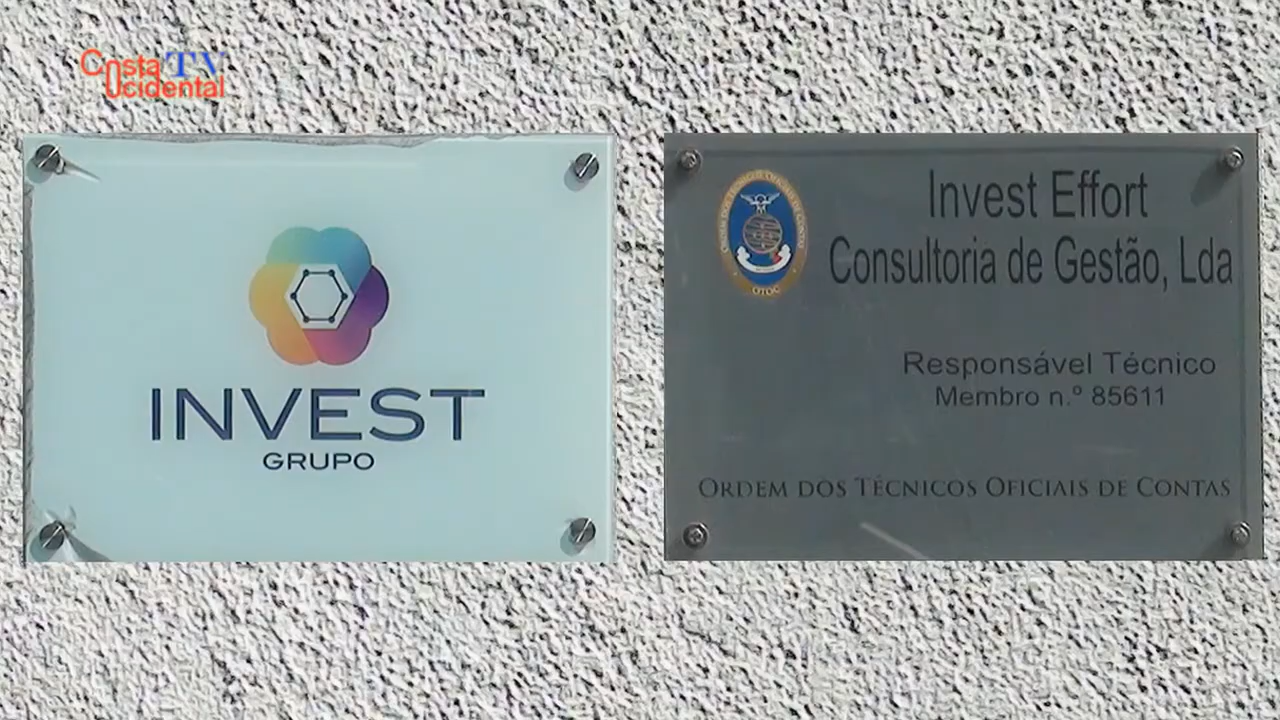 Costa TV
Ocidental
INVEST
GRUPO
Invest Effort
Consultoria de Gestão, Lda
Responsável Técnico
Membro n.º 85611
ORDEM DOS TÉCNICOS OFICIAIS DE CONTAS
OTOC